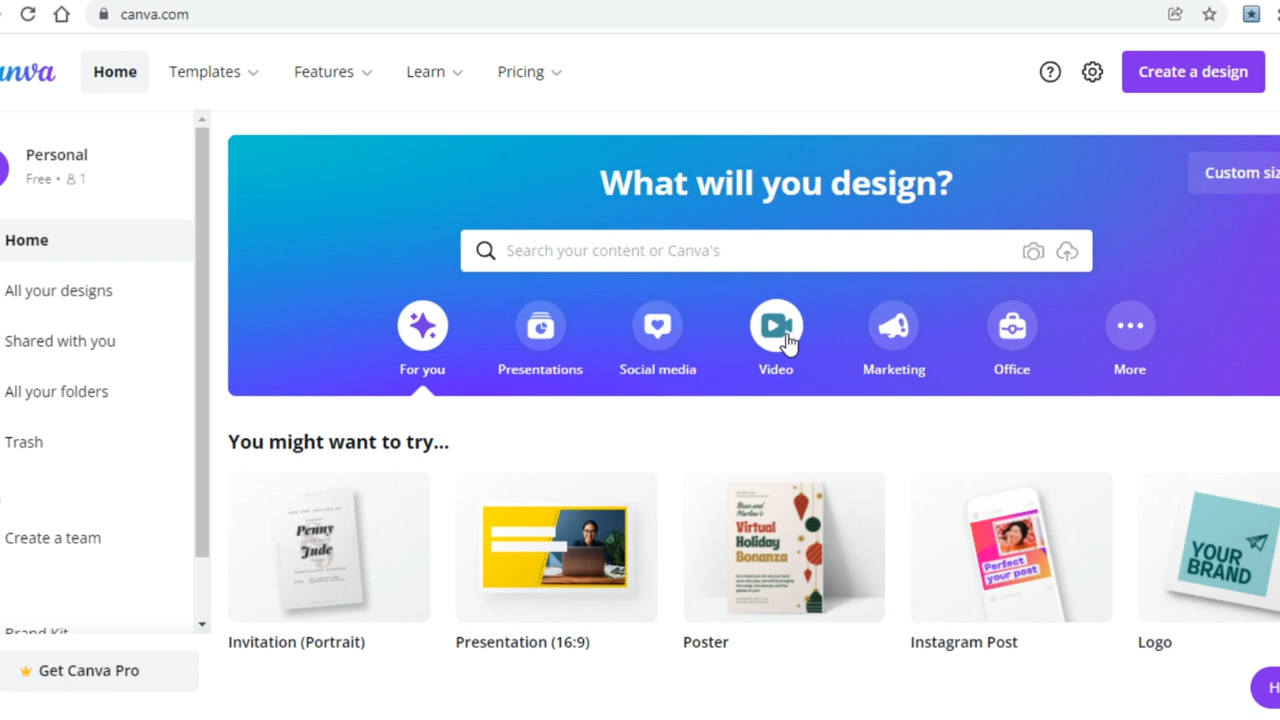 canva.com
Home
Templates
Features
Learn
Pricing
Create a design
Personal
Free • 1
Home
All your designs
Shared with you
All your folders
Trash
Create a team
Get Canva Pro
What will you design?
Search your content or Canva's
For you
Presentations
Social media
Video
Marketing
Office
More
You might want to try...
Penny
Jude
Bean and
Harlow's
Virtual
Holiday
Bonanza
Perfect
your post
YOUR
BRAND
Invitation (Portrait)
Presentation (16:9)
Poster
Instagram Post
Logo